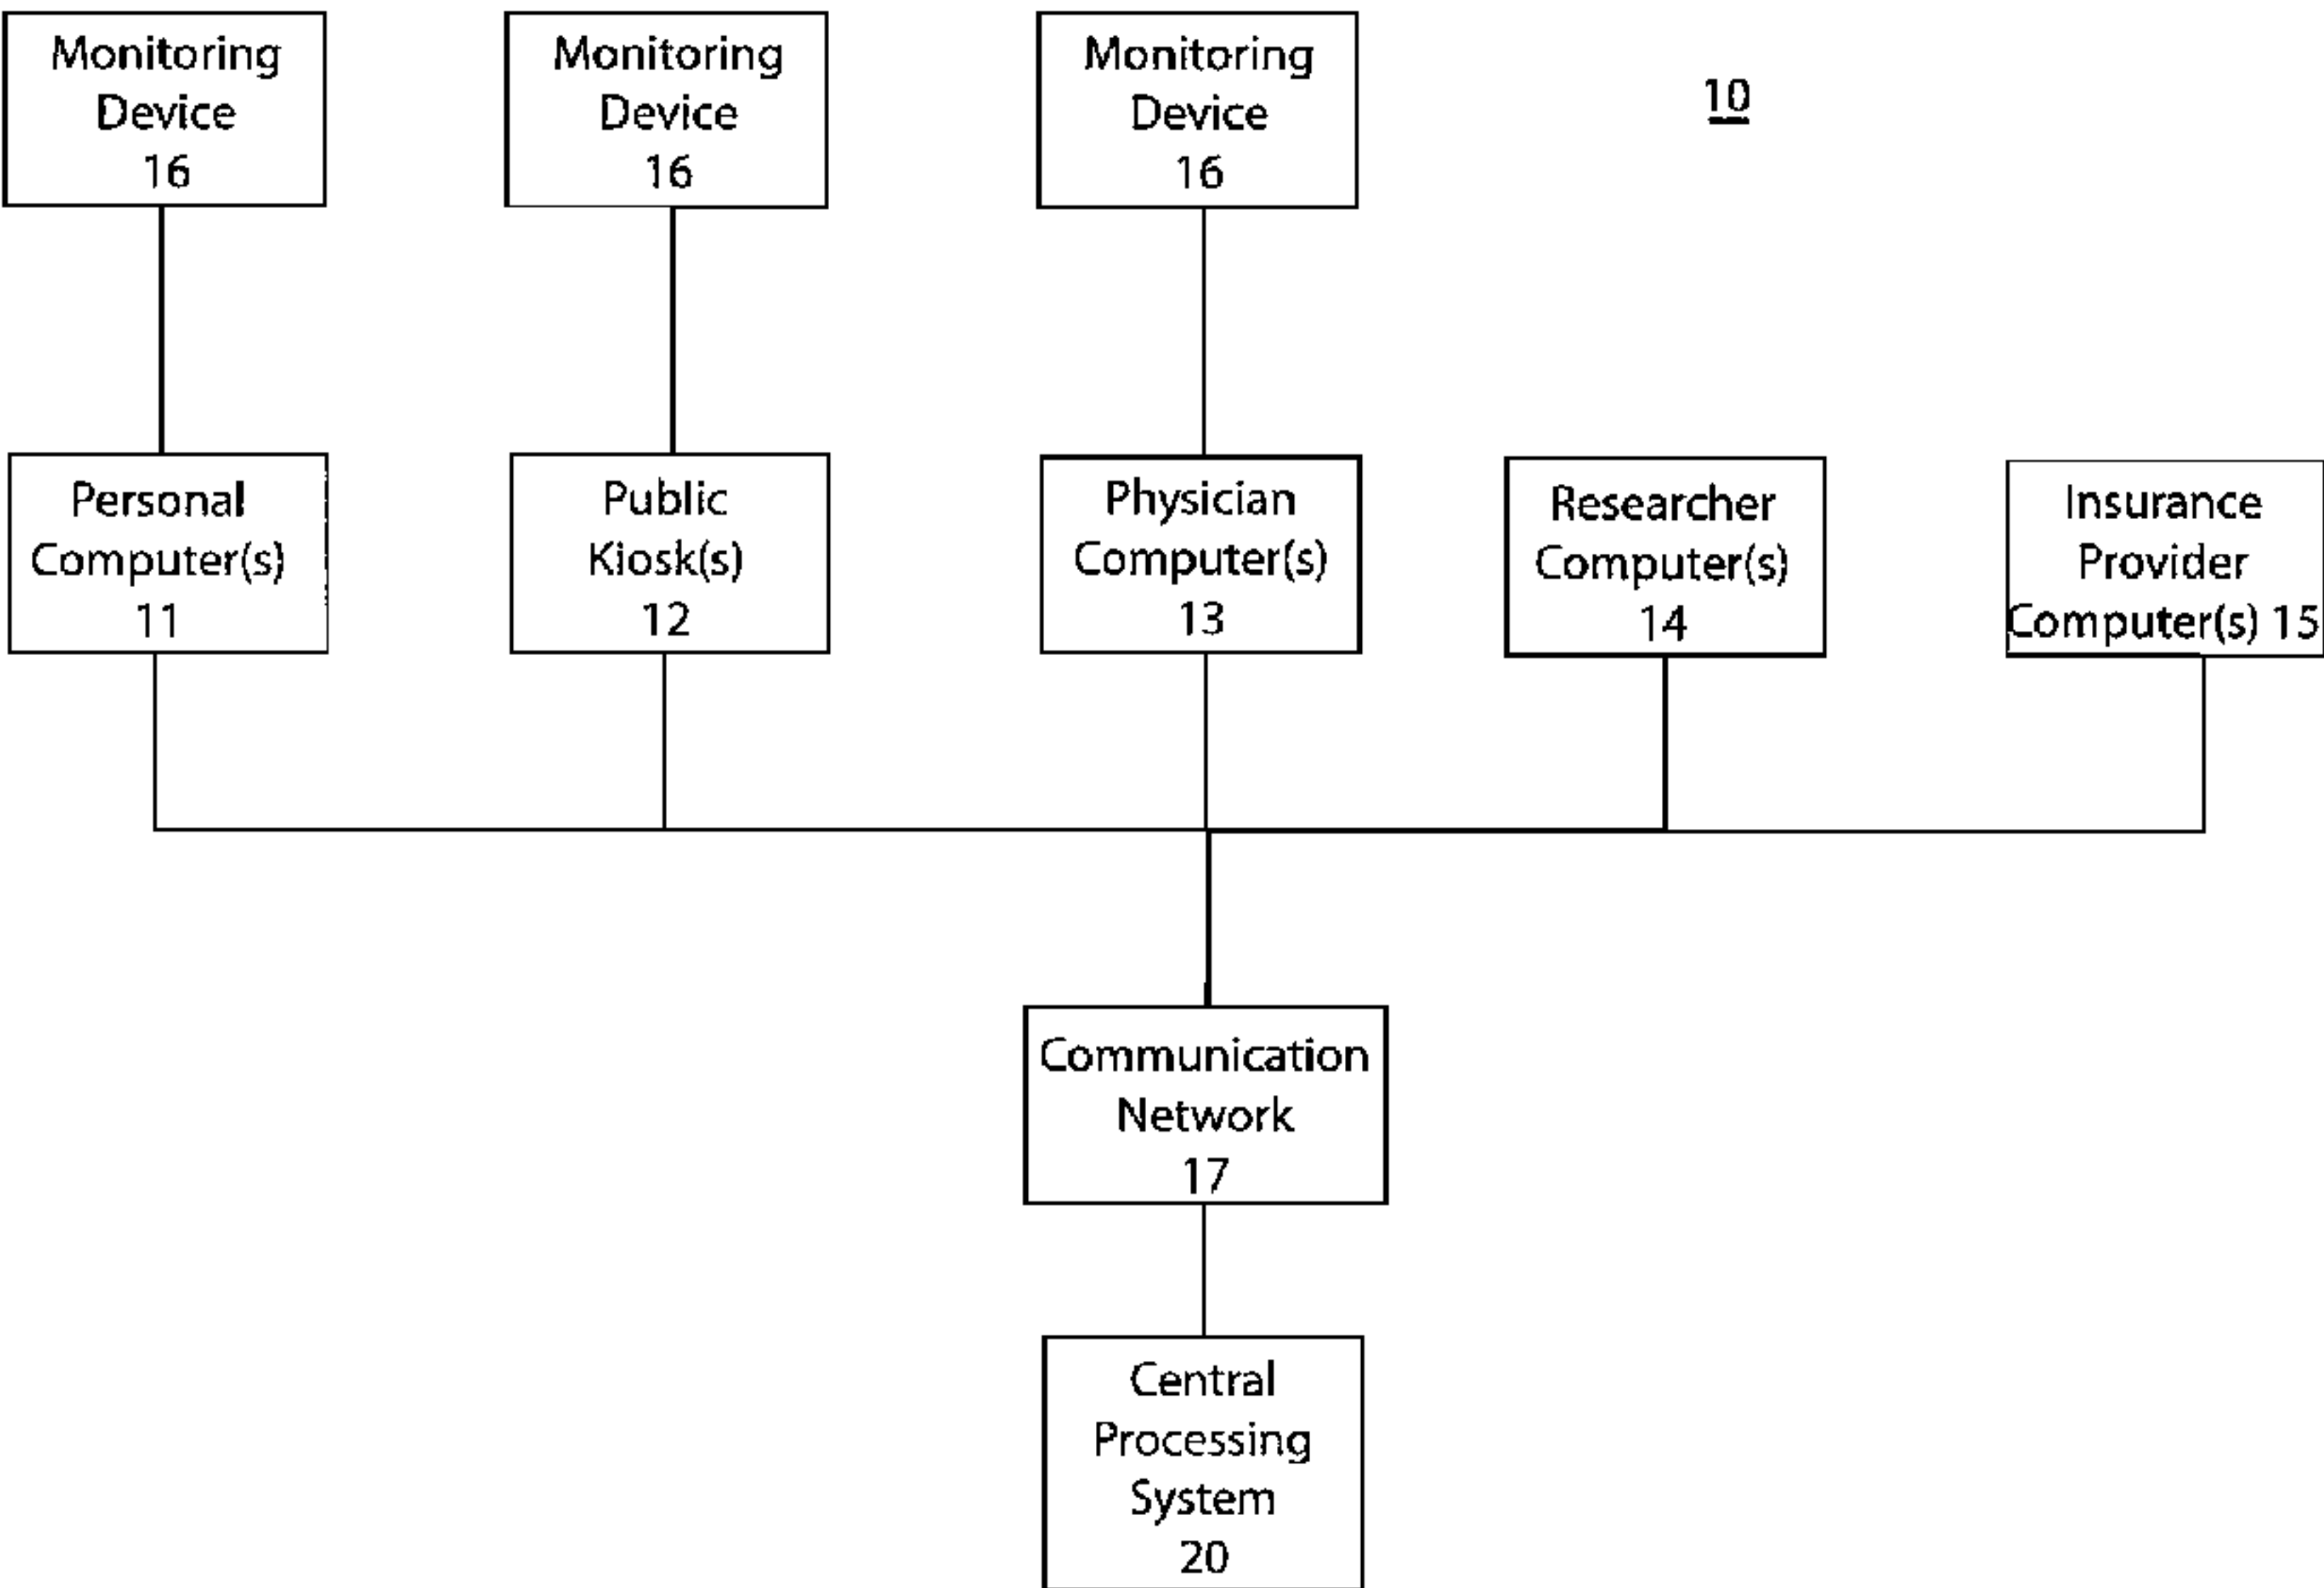 Monitoring
Device
16
Monitoring
Device
16
Monitoring
Device
16
10
Personal
Computer(s)
11
Public
Kiosk(s)
12
Physician
Computer(s)
13
Researcher
Computer(s)
14
Insurance
Provider
Computer(s) 15
Communication
Network
17
Central
Processing
System
20